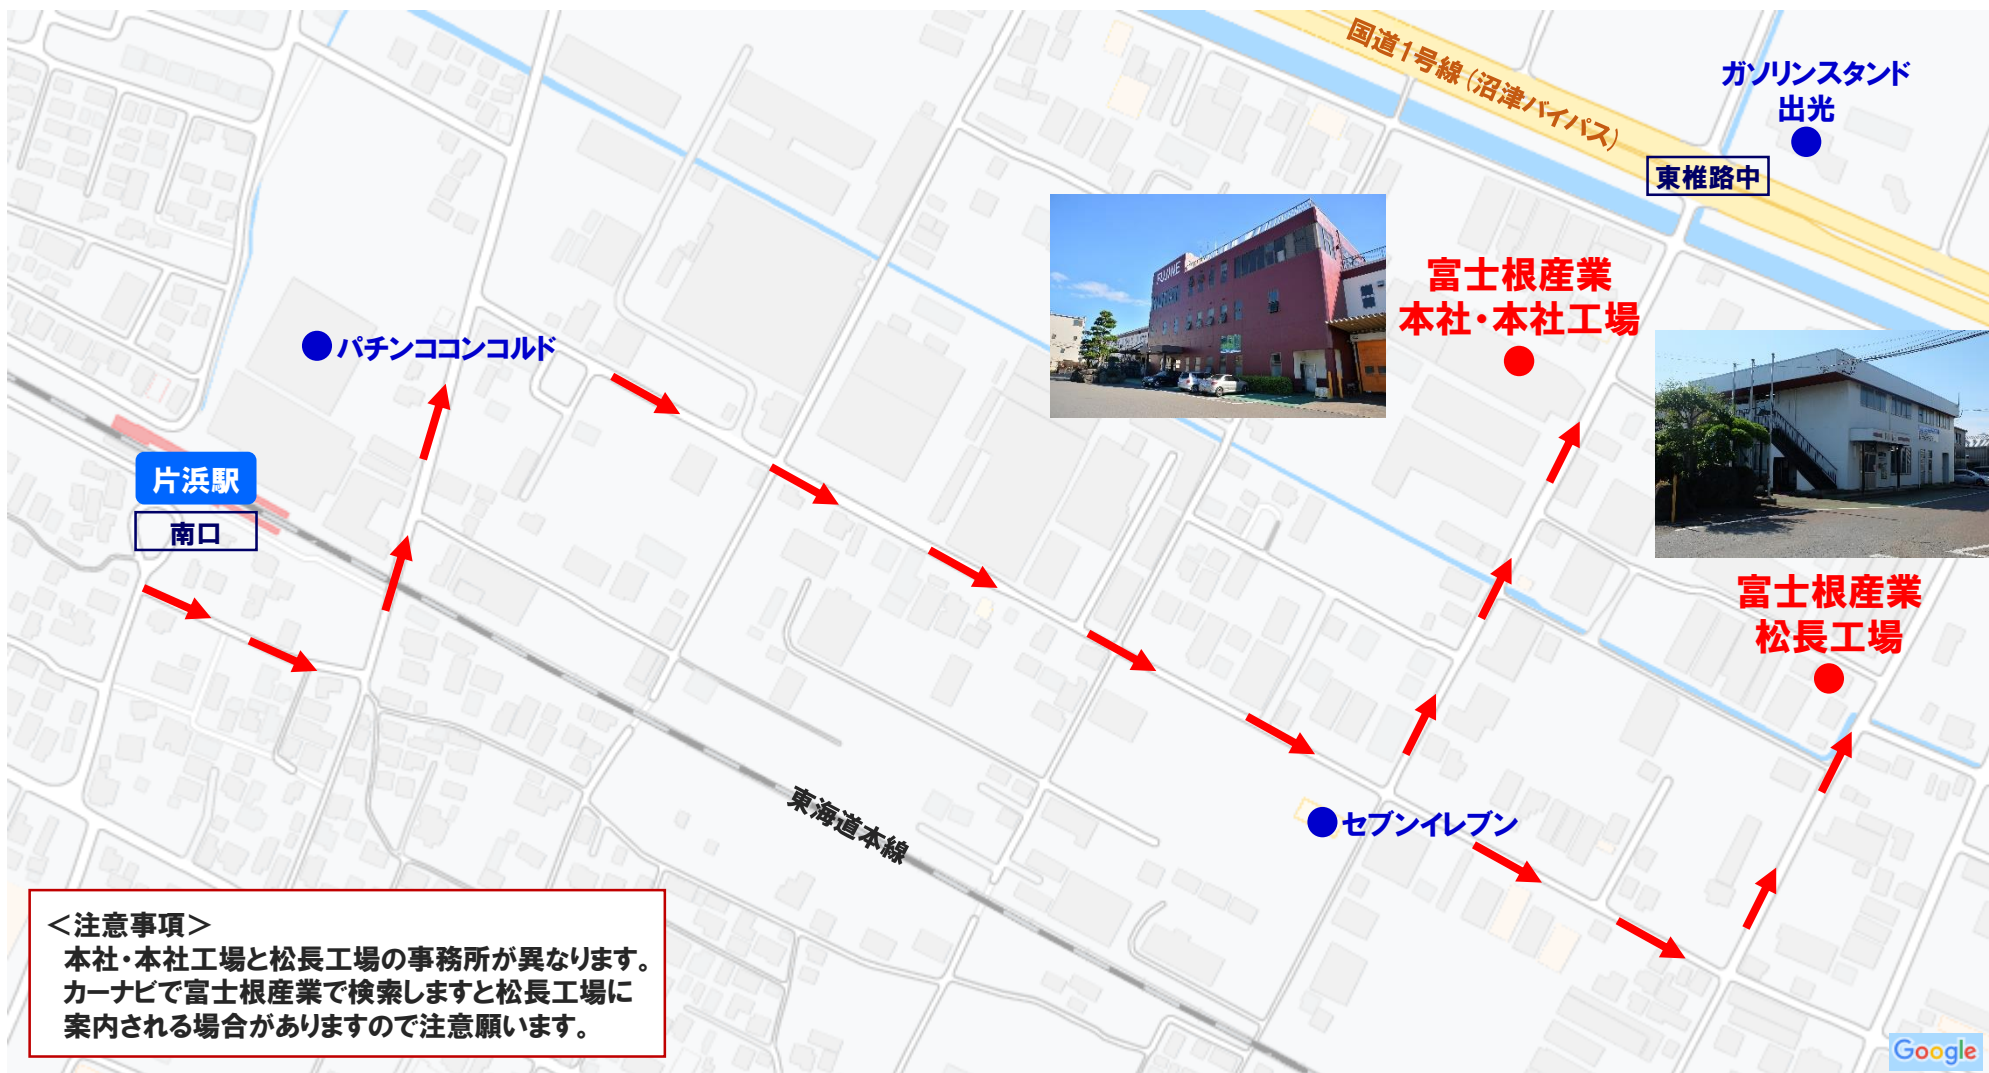 国道1号線(沼津バイパス)
ガソリンスタンド
出光
東椎路中
FUJINE
富士根産業
本社・本社工場
パチンココンコルド
片浜駅
南口
富士根産業
松長工場
東海道本線
セブンイレブン
＜注意事項＞
本社・本社工場と松長工場の事務所が異なります。
カーナビで富士根産業で検索しますと松長工場に
案内される場合がありますので注意願います。
Google